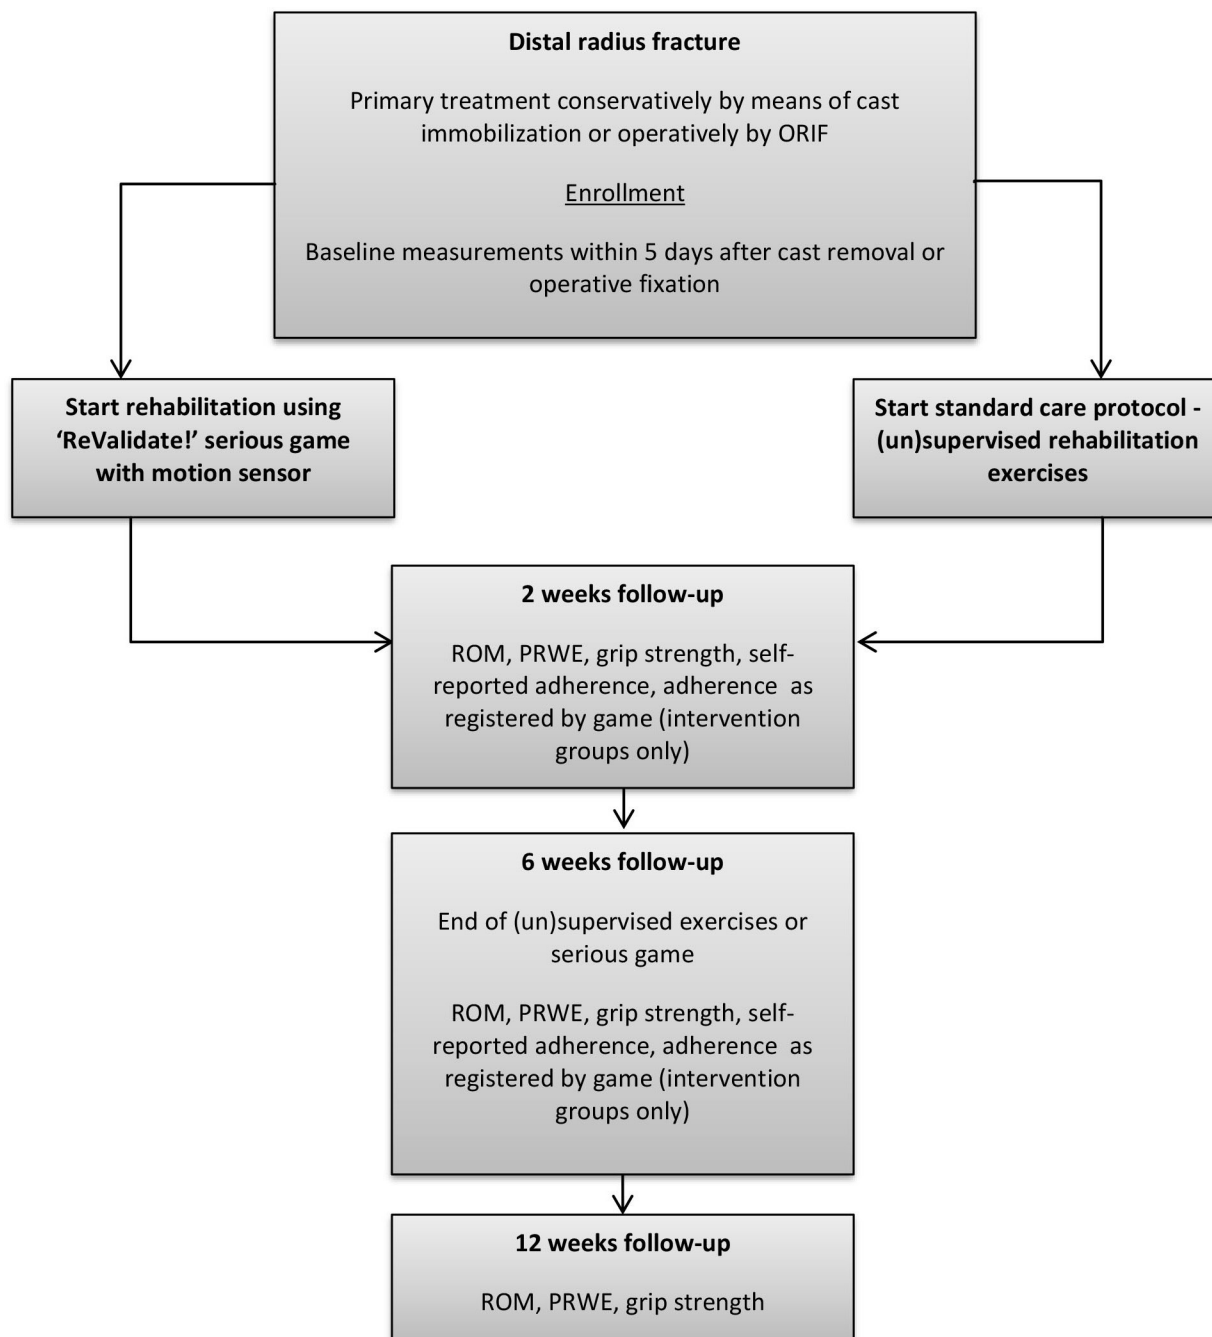 Distal radius fracture
Primary treatment conservatively by means of cast
immobilization or operatively by ORIF
Enrollment
Baseline measurements within 5 days after cast removal or
operative fixation
Start rehabilitation using
‘ReValidate!’ serious game
with motion sensor
Start standard care protocol -
(un)supervised rehabilitation
exercises
2 weeks follow-up
ROM, PRWE, grip strength, self-
reported adherence, adherence  as
registered by game (intervention
groups only)
6 weeks follow-up
End of (un)supervised exercises or
serious game
ROM, PRWE, grip strength, self-
reported adherence, adherence  as
registered by game (intervention
groups only)
12 weeks follow-up
ROM, PRWE, grip strength